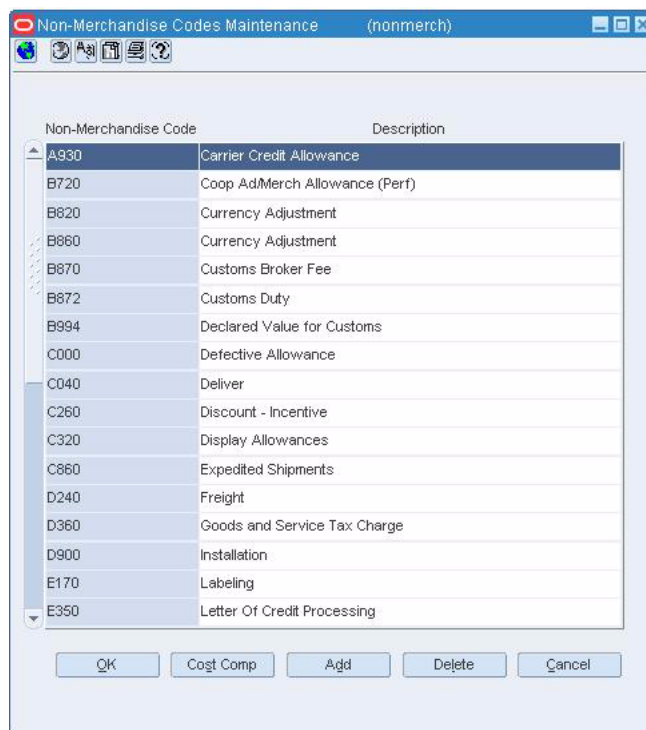 Non-Merchandise Codes Maintenance (nonmerch)
Non-Merchandise Code Description
A930 Carrier Credit Allowance
B720 Coop Ad/Merch Allowance (Perf)
B820 Currency Adjustment
B860 Currency Adjustment
B870 Customs Broker Fee
B872 Customs Duty
B994 Declared Value for Customs
C000 Defective Allowance
C040 Deliver
C260 Discount - Incentive
C320 Display Allowances
C860 Expedited Shipments
D240 Freight
D360 Goods and Service Tax Charge
D900 Installation
E170 Labeling
E350 Letter Of Credit Processing
OK Cost Comp Add Delete Cancel